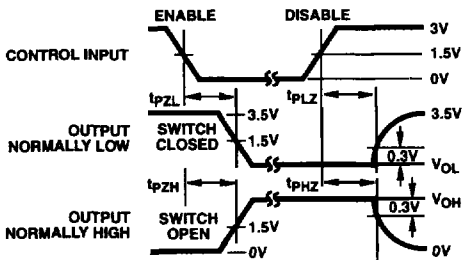 ENABLE DISABLE
3V
CONTROL INPUT 1.5V
0V
tPZL tPLZ
3.5V 3.5V
OUTPUT NORMALLY LOW
SWITCH CLOSED
1.5V
0.3V
VOL
tPZH tPHZ
VOH
0.3V
OUTPUT NORMALLY HIGH
SWITCH OPEN
1.5V
0V 0V